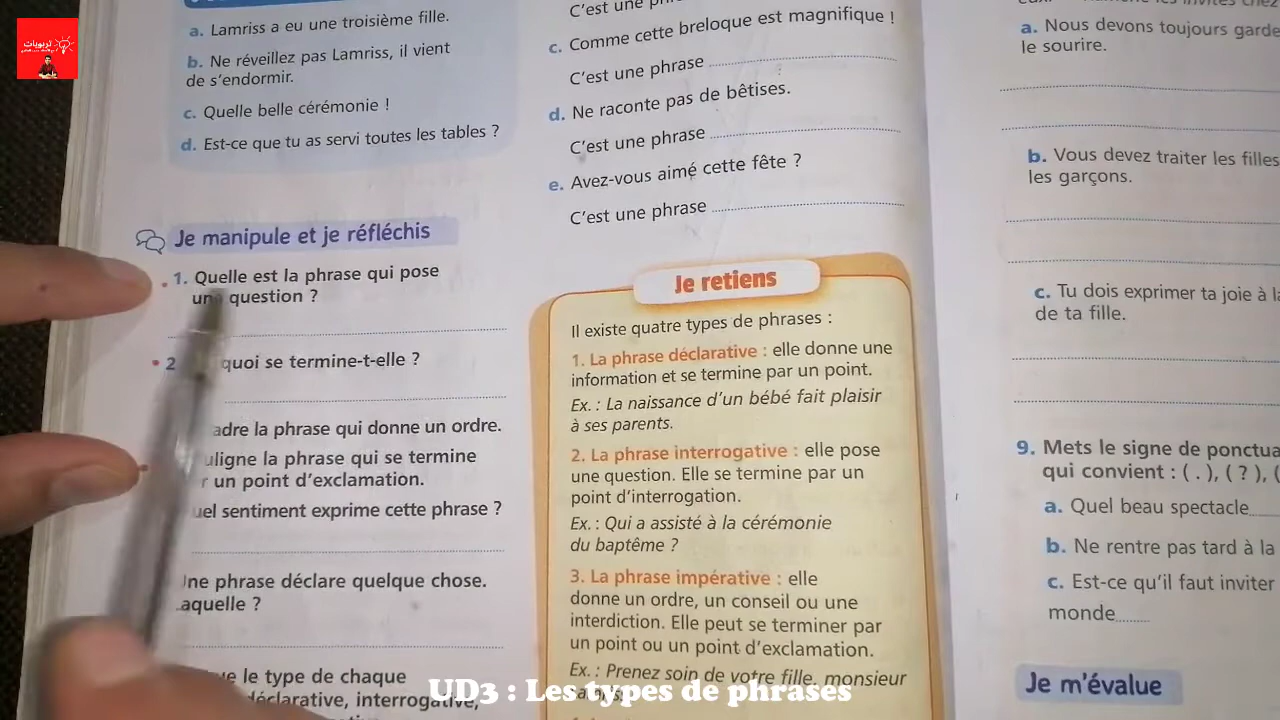 تربويات
a. Lamriss a eu une troisième fille.
b. Ne réveillez pas Lamriss, il vient
de s'endormir.
c. Quelle belle cérémonie !
d. Est-ce que tu as servi toutes les tables ?
Je manipule et je réfléchis
1. Quelle est la phrase qui pose
une question ?
2 quoi se termine-t-elle ?
la phrase qui donne un ordre.
la phrase qui se termine
un point d'exclamation.
sentiment exprime cette phrase ?
Une phrase déclare quelque chose.
aquelle ?
le type de chaque
déclarative, interrogative,
C'est une
c. Comme cette breloque est magnifique !
C'est une phrase
d. Ne raconte pas de bêtises.
C'est une phrase
e. Avez-vous aimé cette fête ?
C'est une phrase
Je retiens
Il existe quatre types de phrases :
1. La phrase déclarative : elle donne une
information et se termine par un point.
Ex. : La naissance d'un bébé fait plaisir
à ses parents.
2. La phrase interrogative : elle pose
une question. Elle se termine par un
point d'interrogation.
Ex. : Qui a assisté à la cérémonie
du baptême ?
3. La phrase impérative : elle
donne un ordre, un conseil ou une
interdiction. Elle peut se terminer par
un point ou un point d'exclamation.
Ex. : Prenez soin de votre fille, monsieur
a. Nous devons toujours garde
le sourire.
b. Vous devez traiter les filles
les garçons.
c. Tu dois exprimer ta joie à l
de ta fille.
9. Mets le signe de ponctua
qui convient : ( . ), ( ? ), (
a. Quel beau spectacle
b. Ne rentre pas tard à la
c. Est-ce qu'il faut inviter
monde
Je m'évalue
UD3 : Les types de phrases